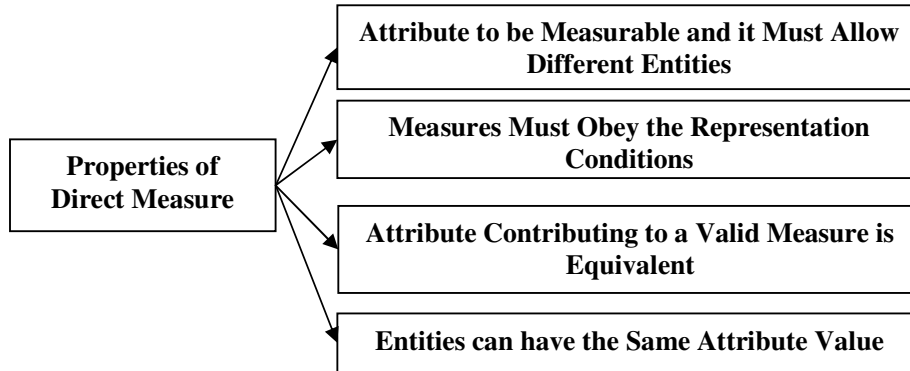 Properties of
Direct Measure
Attribute to be Measurable and it Must Allow
Different Entities
Measures Must Obey the Representation
Conditions
Attribute Contributing to a Valid Measure is
Equivalent
Entities can have the Same Attribute Value